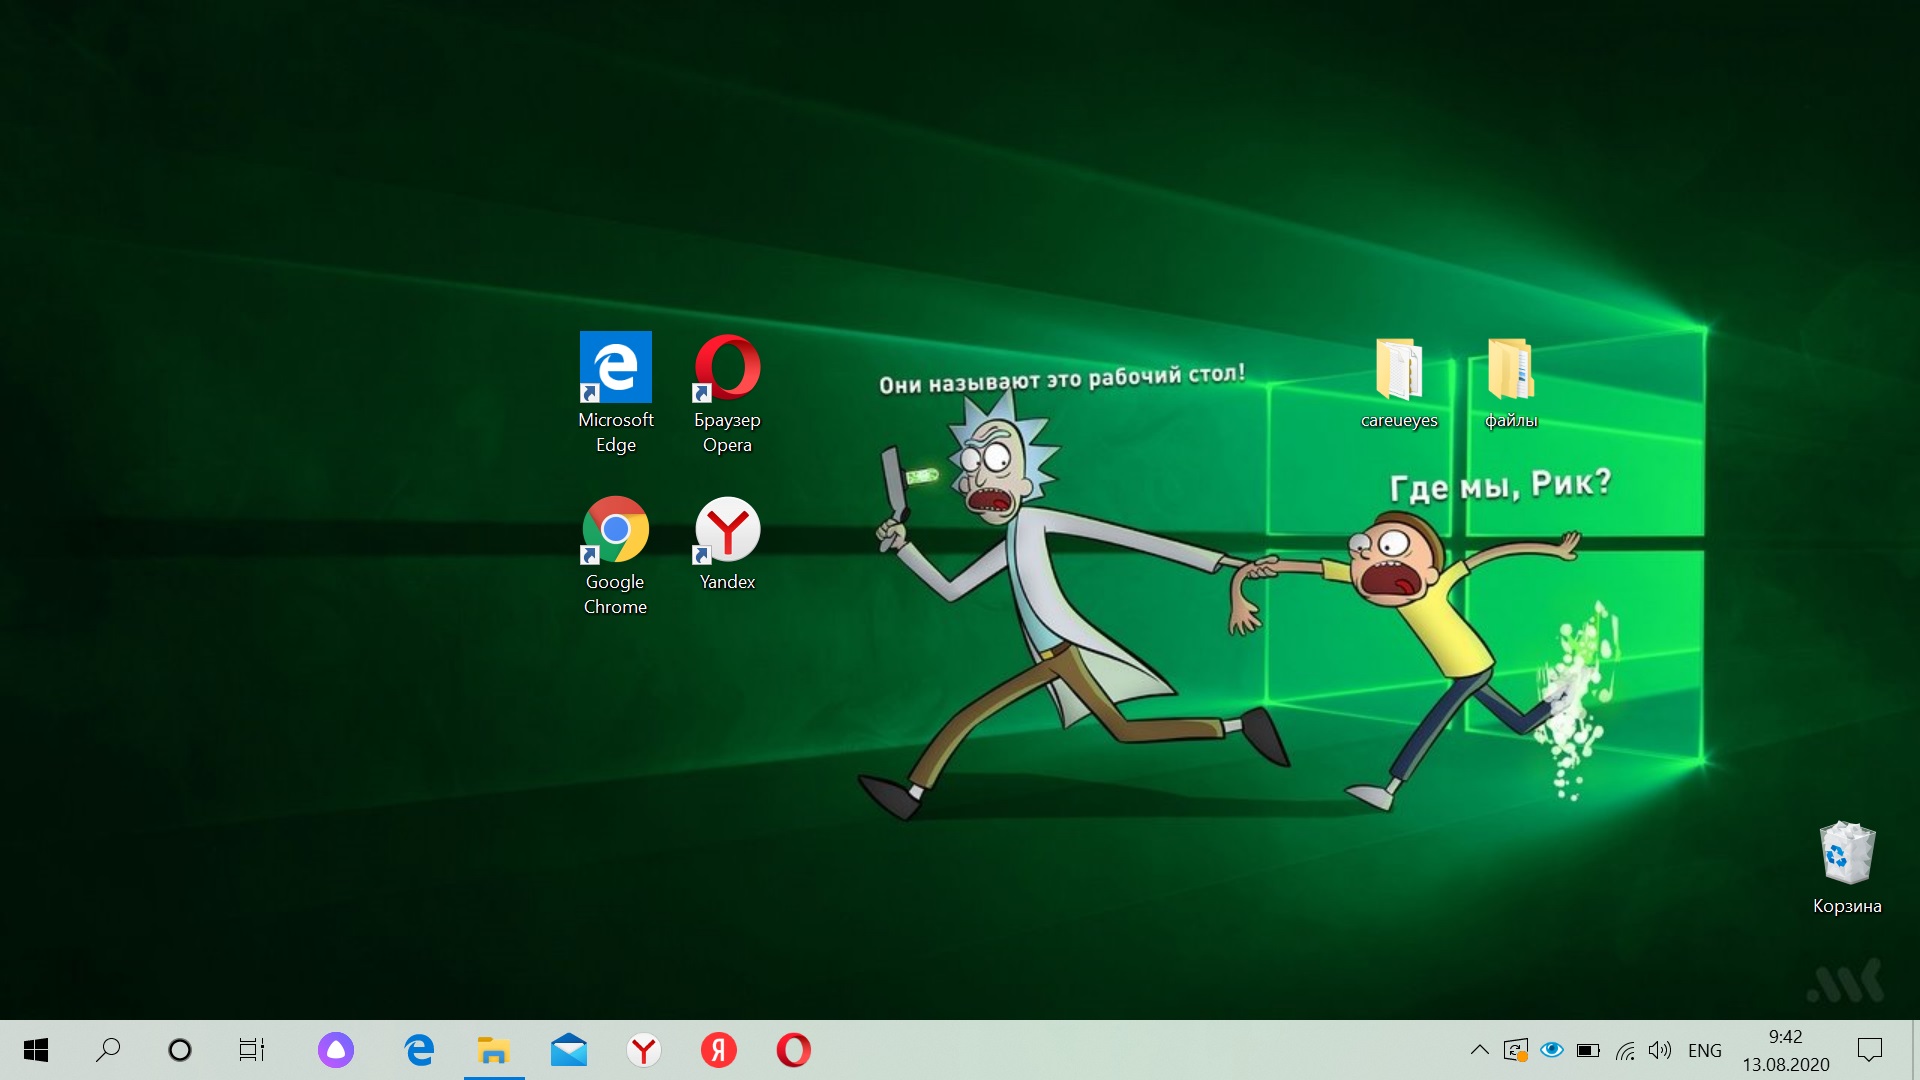 Они называют это рабочий стол!
Где мы, Рик?
Microsoft
Edge
Браузер
Opera
careueyes
файлы
Google
Chrome
Yandex
Корзина
ENG
9:42
13.08.2020